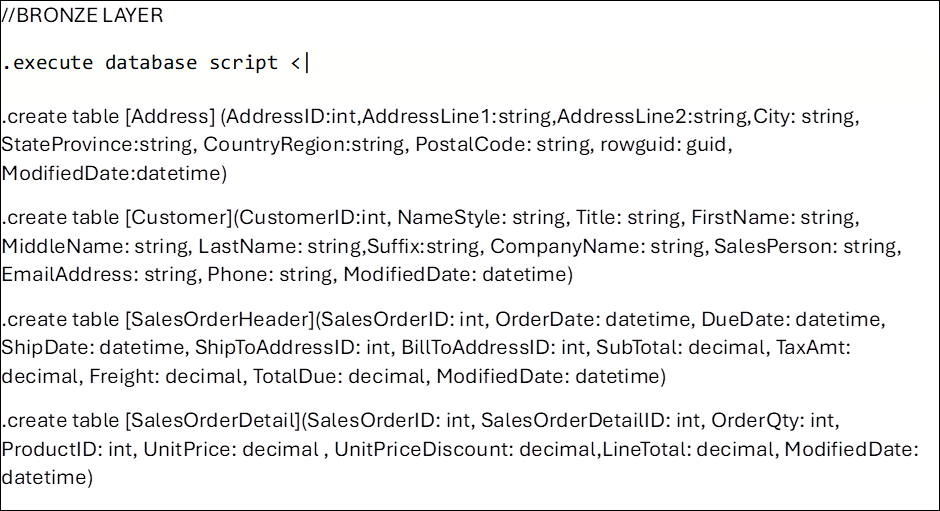 //BRONZE LAYER
.execute database script <|
.create table [Address] (AddressID:int,AddressLine1:string,AddressLine2:string,City: string,
StateProvince:string, CountryRegion:string, PostalCode: string, rowguid: guid,
ModifiedDate:datetime)
.create table [Customer](CustomerID:int, NameStyle: string, Title: string, FirstName: string,
MiddleName: string, LastName: string,Suffix:string, CompanyName: string, SalesPerson: string,
EmailAddress: string, Phone: string, ModifiedDate: datetime)
.create table [SalesOrderHeader](SalesOrderID: int, OrderDate: datetime, DueDate: datetime,
ShipDate: datetime, ShipToAddressID: int, BillToAddressID: int, SubTotal: decimal, TaxAmt:
decimal, Freight: decimal, TotalDue: decimal, ModifiedDate: datetime)
.create table [SalesOrderDetail](SalesOrderID: int, SalesOrderDetailID: int, OrderQty: int,
ProductID: int, UnitPrice: decimal , UnitPriceDiscount: decimal,LineTotal: decimal, ModifiedDate:
datetime)